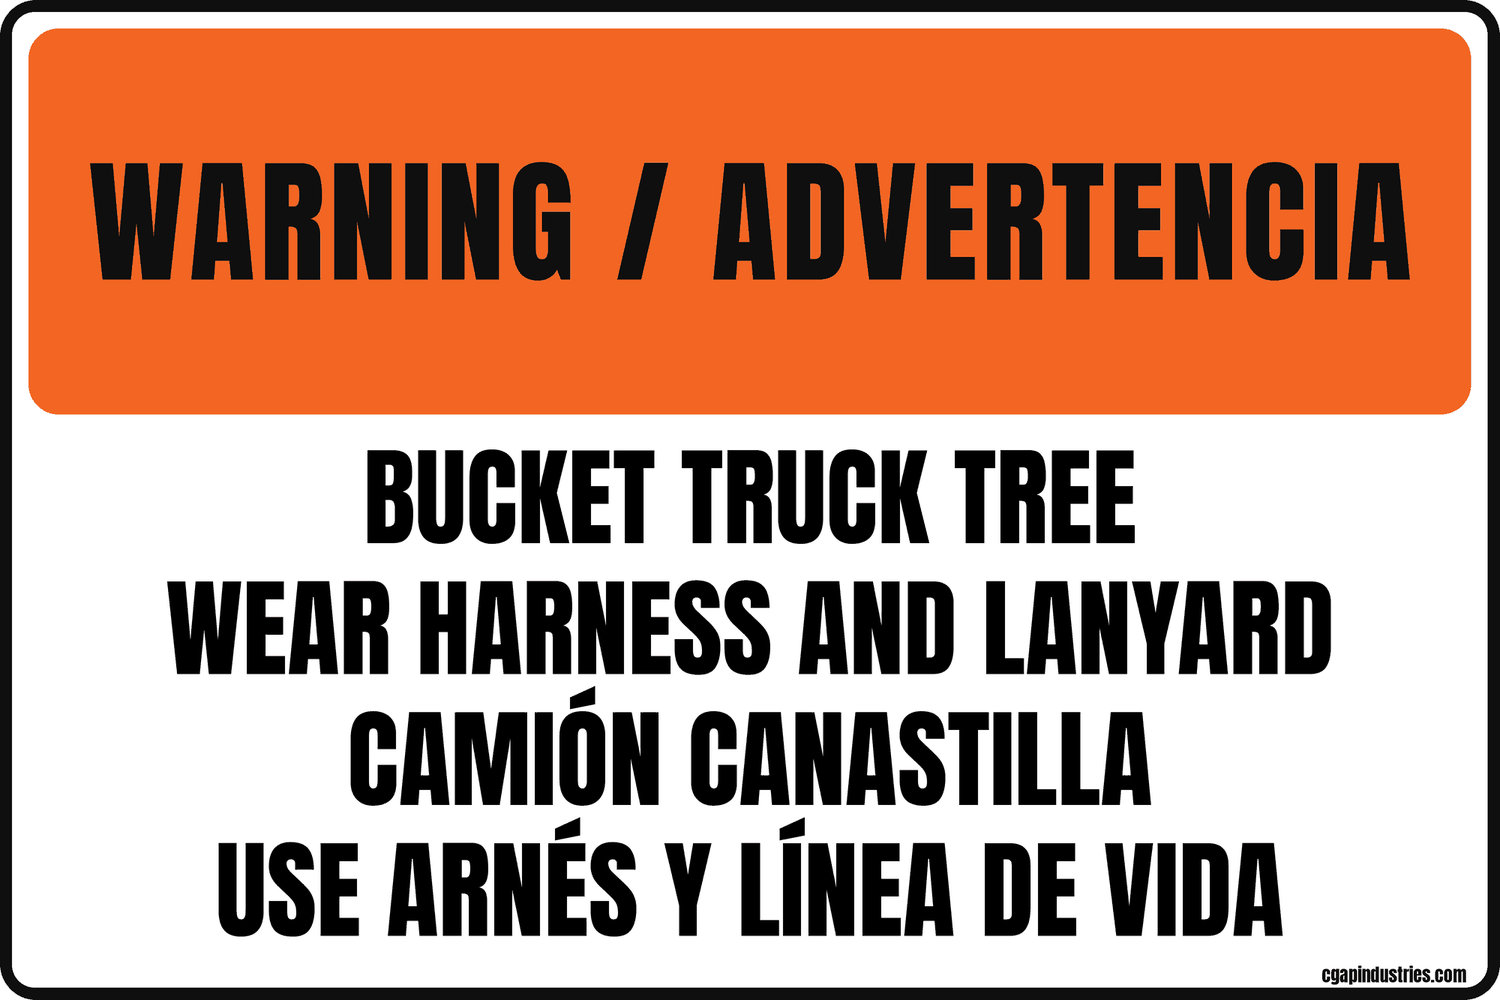 WARNING / ADVERTENCIA
BUCKET TRUCK TREE
WEAR HARNESS AND LANYARD
CAMIÓN CANASTILLA
USE ARNÉS Y LÍNEA DE VIDA
cgapindustries.com